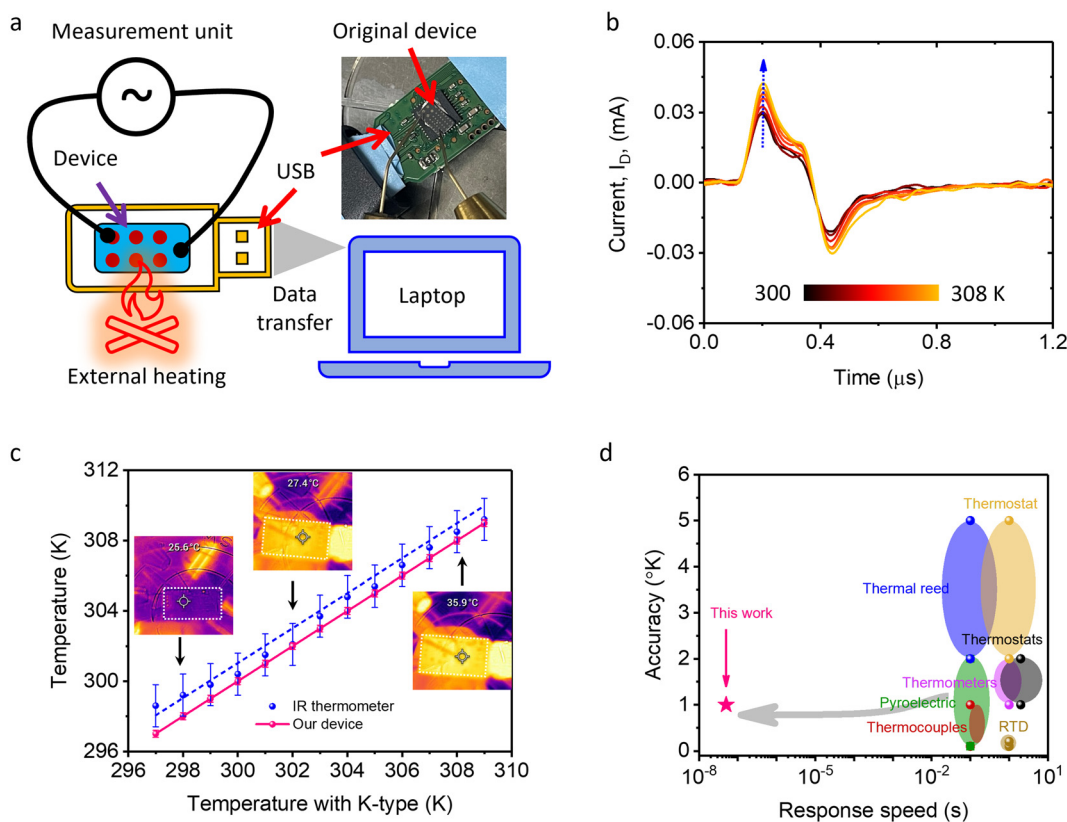 a
Measurement unit
Original device
~
Device
USB
Data
transfer
Laptop
External heating
b
0.06
0.03
0.00
-0.03
-0.06
Current, I_D, (mA)
300
308 K
0.0
0.4
0.8
1.2
Time (μs)
c
312
308
304
300
296
Temperature (K)
25.6°C
27.4°C
35.9°C
IR thermometer
Our device
296 298 300 302 304 306 308 310
Temperature with K-type (K)
d
6
5
4
3
2
1
0
Accuracy (°K)
Thermostat
Thermal reed
This work
Thermostats
Thermometers
Pyroelectric
Thermocouples
RTD
10⁻⁸ 10⁻⁵ 10⁻² 10¹
Response speed (s)